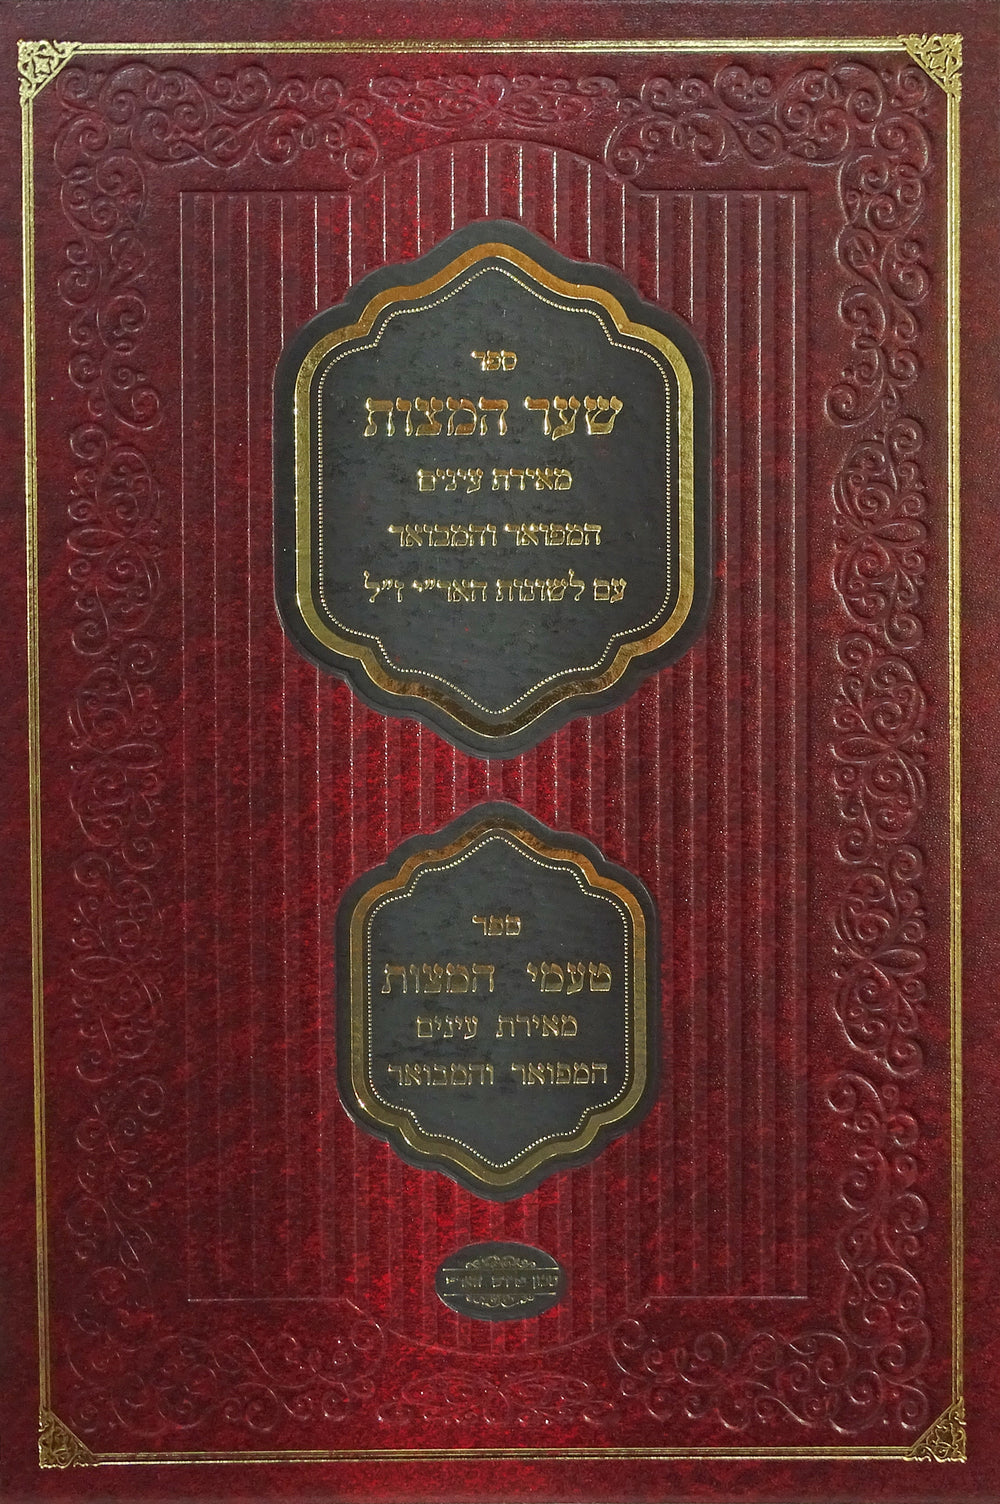 ספר
שער המצות
מאירת עינים
המפואר והמבואר
עם לשונות האר"י ז"ל
ספר
טעמי המצות
מאירת עינים
המפואר והמבואר